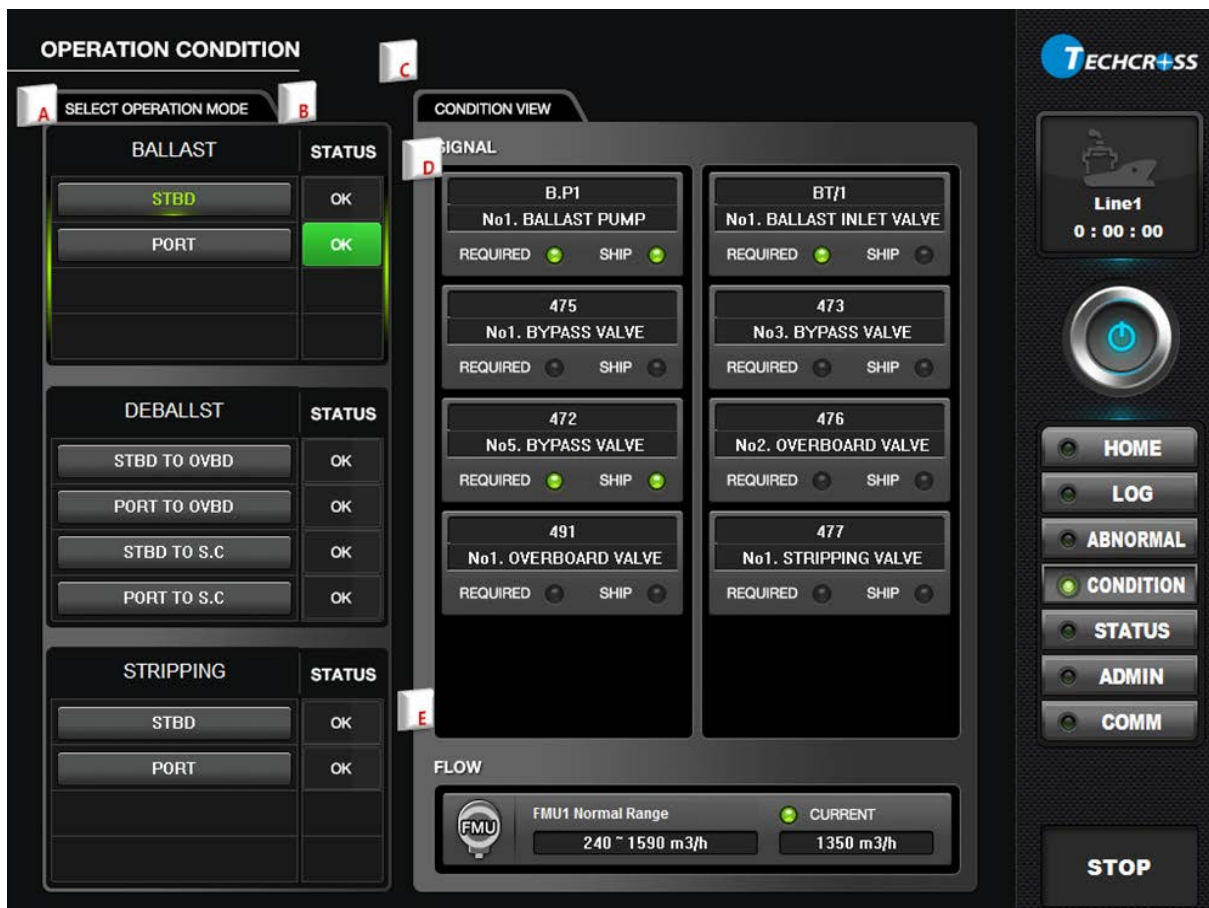 OPERATION CONDITION
C
TECHCROSS
A
SELECT OPERATION MODE
B
BALLAST
STATUS
STBD
OK
PORT
OK
DEBALLST
STATUS
STBD TO OVBD
OK
PORT TO OVBD
OK
STBD TO S.C
OK
PORT TO S.C
OK
STRIPPING
STATUS
STBD
OK
PORT
OK
CONDITION VIEW
D
SIGNAL
B.P1
No1. BALLAST PUMP
REQUIRED SHIP
BT/1
No1. BALLAST INLET VALVE
REQUIRED SHIP
475
No1. BYPASS VALVE
REQUIRED SHIP
473
No3. BYPASS VALVE
REQUIRED SHIP
472
No5. BYPASS VALVE
REQUIRED SHIP
476
No2. OVERBOARD VALVE
REQUIRED SHIP
491
No1. OVERBOARD VALVE
REQUIRED SHIP
477
No1. STRIPPING VALVE
REQUIRED SHIP
E
FLOW
FMU
FMU1 Normal Range
240 ~ 1590 m3/h
CURRENT
1350 m3/h
Line1
0 : 00 : 00
HOME
LOG
ABNORMAL
CONDITION
STATUS
ADMIN
COMM
STOP